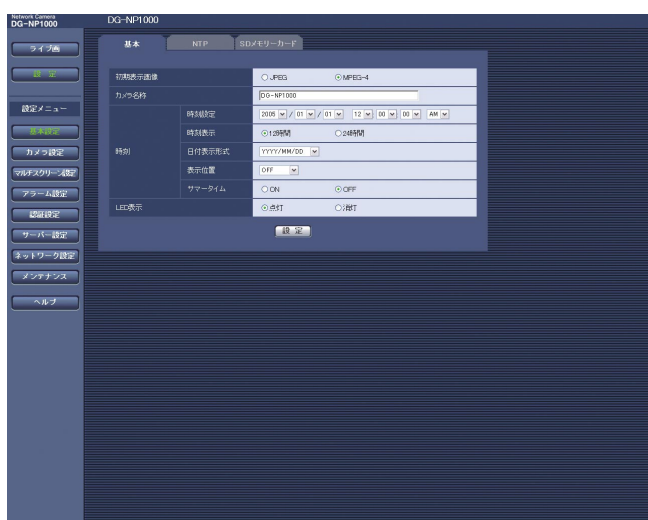 Network Camera
DG-NP1000
DG-NP1000
ライブ画
設 定
設定メニュー
基本設定
カメラ設定
マルチスクリーン設定
アラーム設定
認証設定
サーバー設定
ネットワーク設定
メンテナンス
ヘルプ
基本 NTP SDメモリーカード
初期表示画像 JPEG MPEG-4
カメラ名称 DG-NP1000
時刻
時刻設定 2005 / 01 / 01 12 00 00 AM
時刻表示 12時間 24時間
日付表示形式 YYYY/MM/DD
表示位置 OFF
サマータイム ON OFF
LED表示 点灯 消灯
設 定